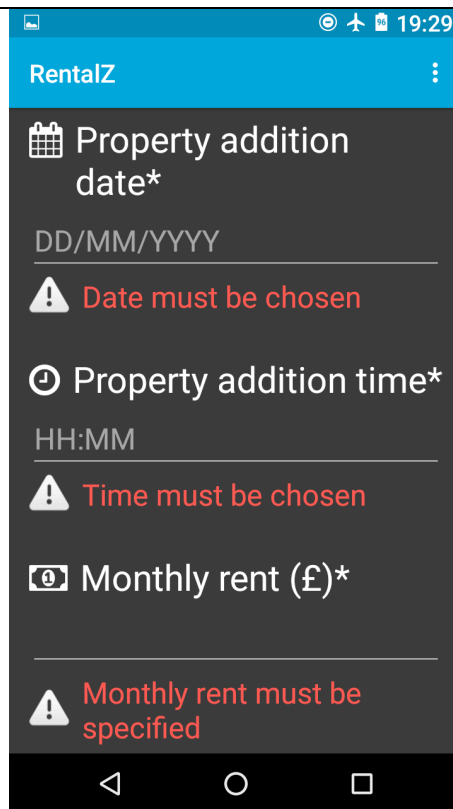 96 19:29
RentalZ
Property addition
date*
DD/MM/YYYY
Date must be chosen
Property addition time*
HH:MM
Time must be chosen
Monthly rent (£)*
Monthly rent must be
specified